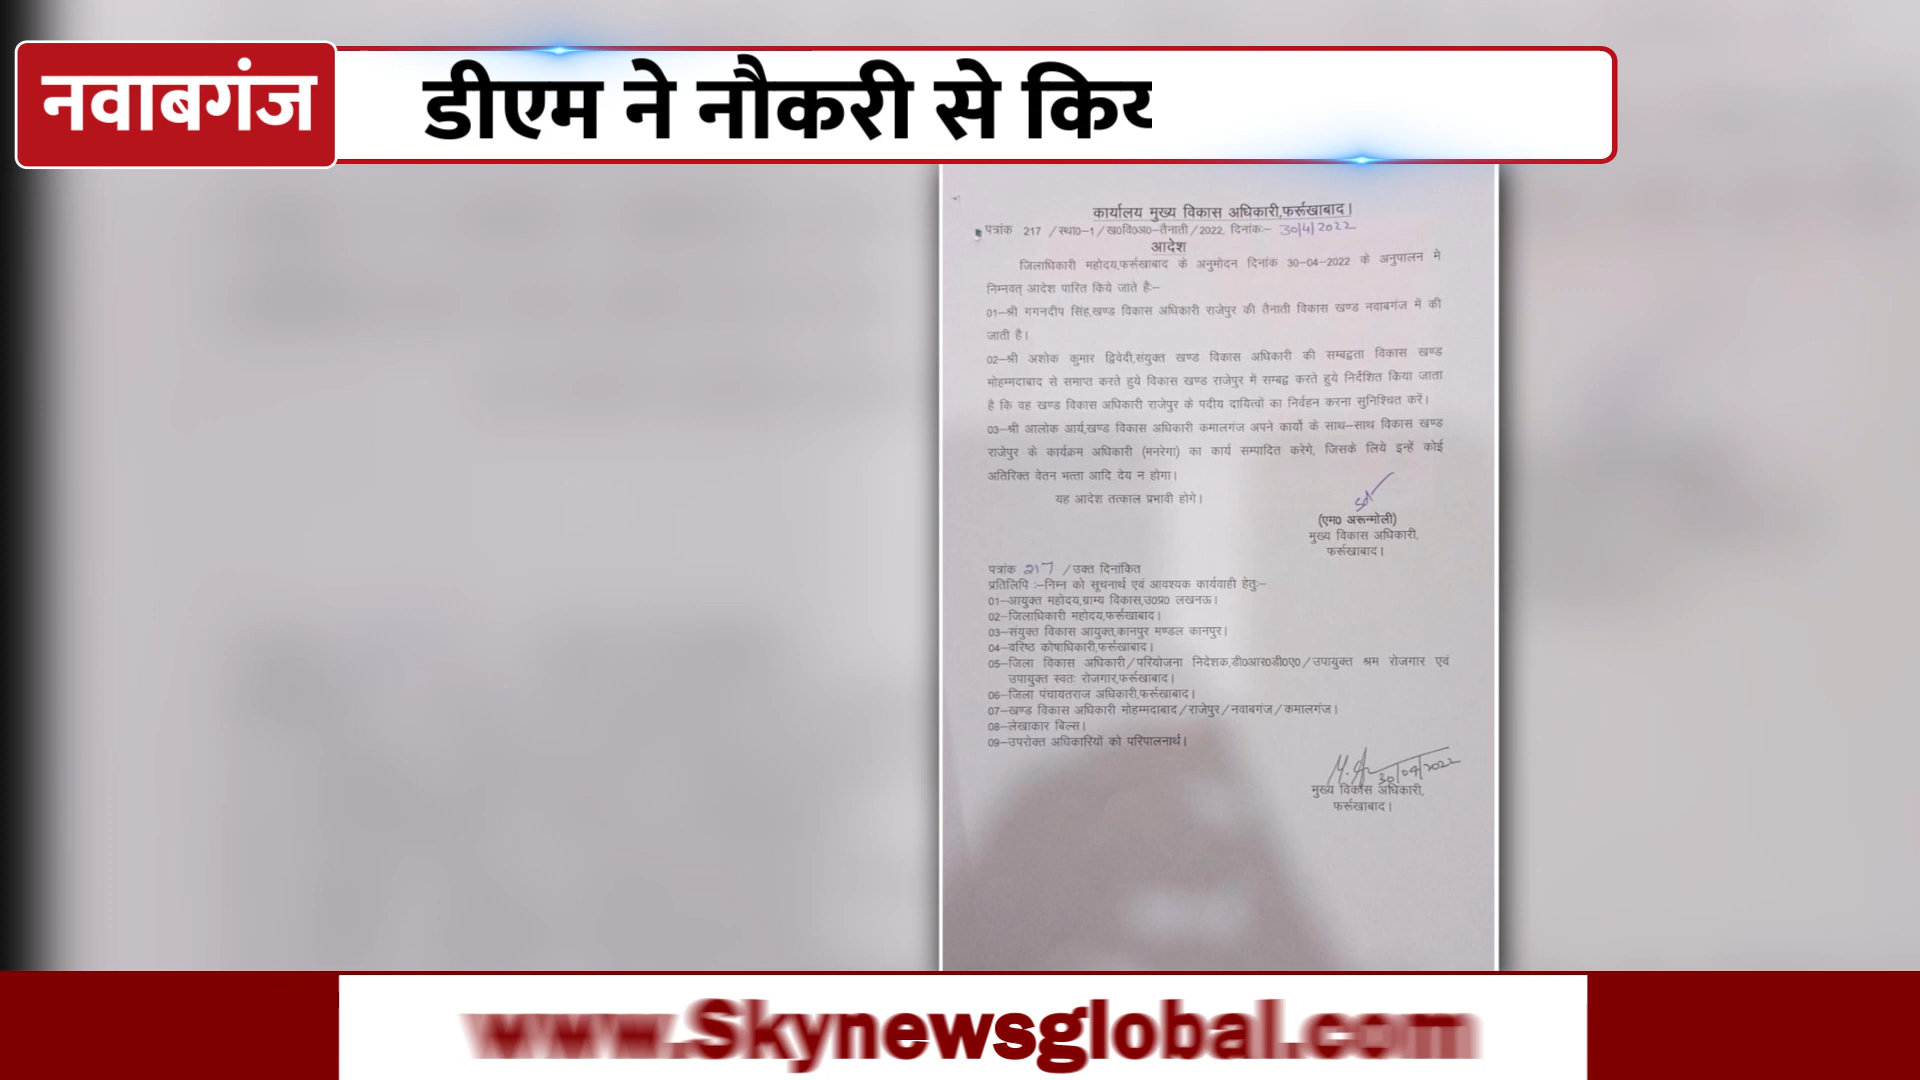 नवाबगंज
डीएम ने नौकरी से किय
कार्यालय मुख्य विकास अधिकारी,फर्रूखाबाद।
पत्रांक 217 /स्था0–1/ख0वि0अ0–तैनाती/2022, दिनांकः– 30/4/2022
आदेश
जिलाधिकारी महोदय,फर्रूखाबाद के अनुमोदन दिनांक 30–04–2022 के अनुपालन मे
निम्नवत् आदेश पारित किये जाते हैः–
01–श्री गगनदीप सिंह,खण्ड विकास अधिकारी राजेपुर की तैनाती विकास खण्ड नवाबगंज में की
जाती है।
02–श्री अशोक कुमार द्विवेदी,संयुक्त खण्ड विकास अधिकारी की सम्बद्वता विकास खण्ड
मोहम्मदाबाद से समाप्त करते हुये विकास खण्ड राजेपुर में सम्बद्व करते हुये निर्देशित किया जाता
है कि वह खण्ड विकास अधिकारी राजेपुर के पदीय दायित्वों का निर्वहन करना सुनिश्चित करें।
03–श्री आलोक आर्य,खण्ड विकास अधिकारी कमालगंज अपने कार्यो के साथ–साथ विकास खण्ड
राजेपुर के कार्यक्रम अधिकारी (मनरेगा) का कार्य सम्पादित करेगे, जिसके लिये इन्हें कोई
अतिरिक्त वेतन भत्ता आदि देय न होगा।
यह आदेश तत्काल प्रभावी होगे।
(एम0 अरून्मोली)
मुख्य विकास अधिकारी,
फर्रूखाबाद।
पत्रांक 217 /उक्त दिनांकित
प्रतिलिपि :–निम्न को सूचनार्थ एवं आवश्यक कार्यवाही हेतुः–
01–आयुक्त महोदय,ग्राम्य विकास,उ0प्र0 लखनऊ।
02–जिलाधिकारी महोदय,फर्रूखाबाद।
03–संयुक्त विकास आयुक्त,कानपुर मण्डल कानपुर।
04–वरिष्ठ कोषाधिकारी,फर्रूखाबाद।
05–जिला विकास अधिकारी/परियोजना निदेशक,डी0आर0डी0ए0/उपायुक्त श्रम रोजगार एवं
उपायुक्त स्वतः रोजगार,फर्रूखाबाद।
06–जिला पंचायतराज अधिकारी,फर्रूखाबाद।
07–खण्ड विकास अधिकारी मोहम्मदाबाद/राजेपुर/नवाबगंज/कमालगंज।
08–लेखाकार बिल्स।
09–उपरोक्त अधिकारियों को परिपालनार्थ।
30/04/2022
मुख्य विकास अधिकारी,
फर्रूखाबाद।
www.Skynewsglobal.com